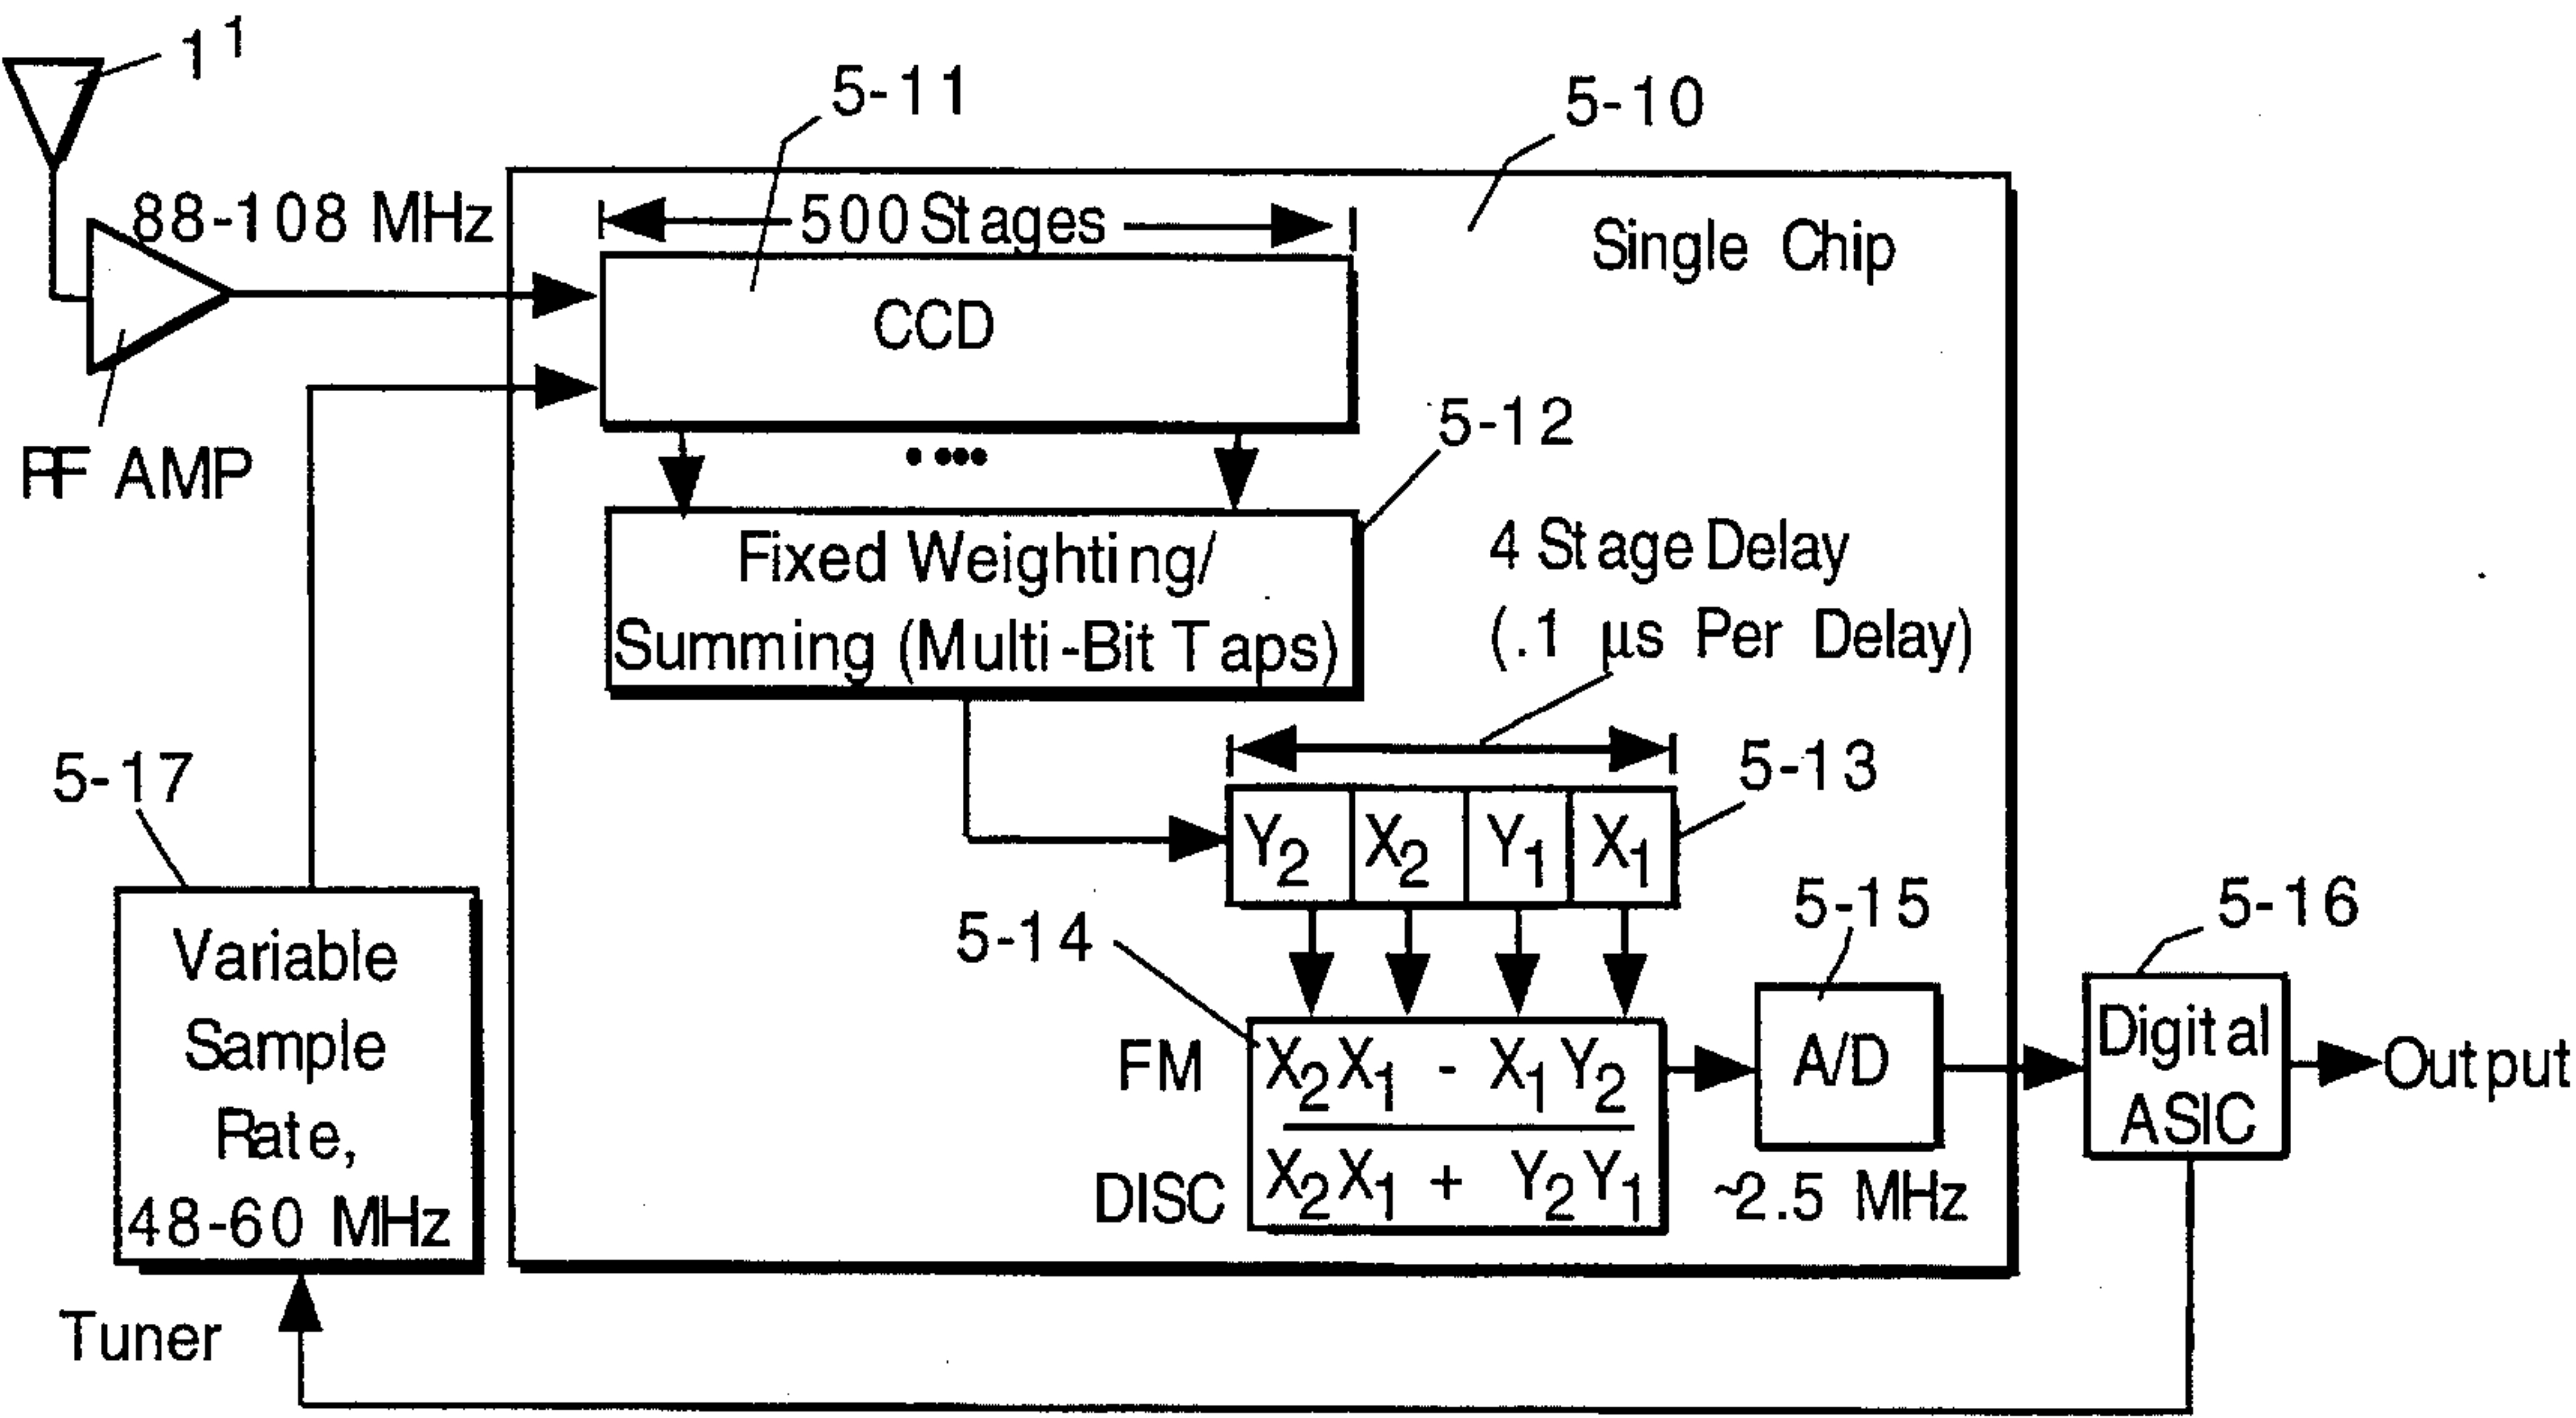 1¹
5-11
5-10
88-108 MHz
500 Stages
Single Chip
CCD
RF AMP
5-12
Fixed Weighting/
Summing (Multi-Bit Taps)
4 Stage Delay
(.1 µs Per Delay)
5-17
5-13
Y₂ X₂ Y₁ X₁
Variable
Sample
Rate,
48-60 MHz
5-14
5-15
5-16
FM
DISC
X₂X₁ - X₁Y₂
X₂X₁ + Y₂Y₁
A/D
~2.5 MHz
Digital
ASIC
Output
Tuner